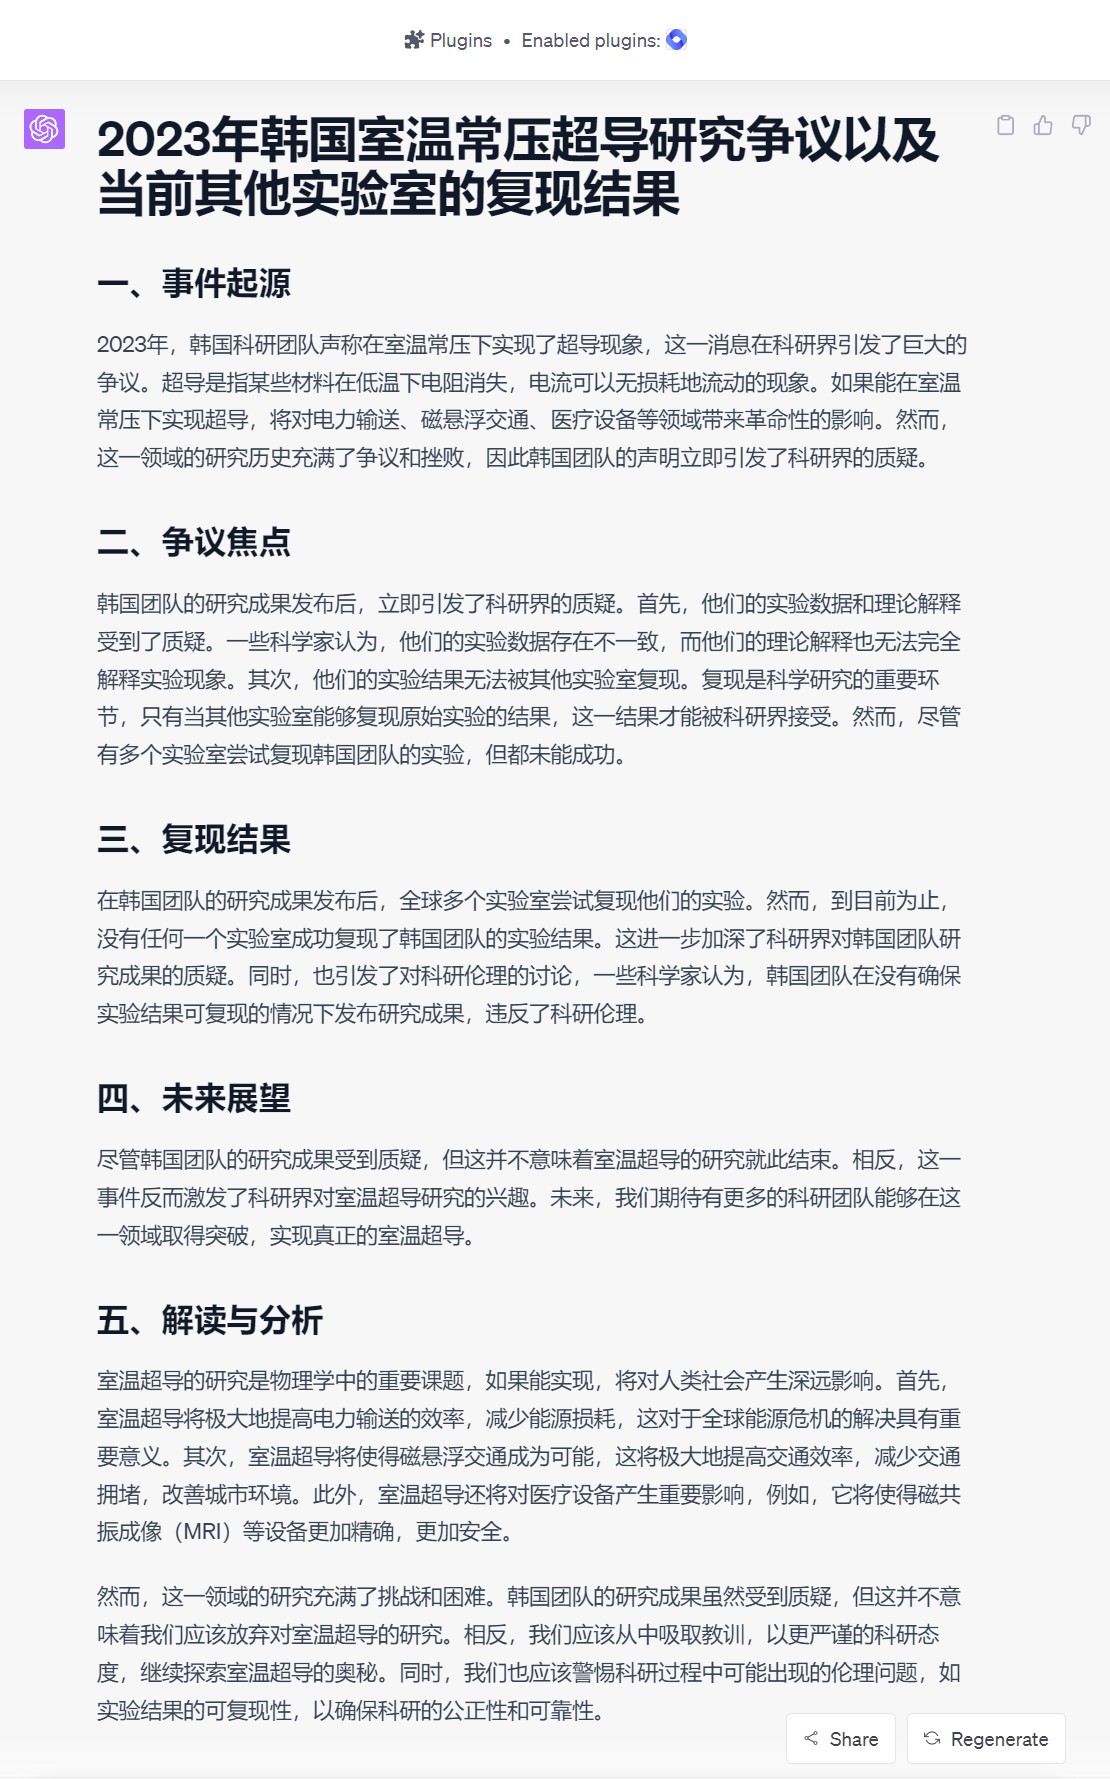 Plugins • Enabled plugins:
2023年韩国室温常压超导研究争议以及
当前其他实验室的复现结果
一、事件起源
2023年，韩国科研团队声称在室温常压下实现了超导现象，这一消息在科研界引发了巨大的
争议。超导是指某些材料在低温下电阻消失，电流可以无损耗地流动的现象。如果能在室温
常压下实现超导，将对电力输送、磁悬浮交通、医疗设备等领域带来革命性的影响。然而，
这一领域的研究历史充满了争议和挫败，因此韩国团队的声明立即引发了科研界的质疑。
二、争议焦点
韩国团队的研究成果发布后，立即引发了科研界的质疑。首先，他们的实验数据和理论解释
受到了质疑。一些科学家认为，他们的实验数据存在不一致，而他们的理论解释也无法完全
解释实验现象。其次，他们的实验结果无法被其他实验室复现。复现是科学研究的重要环
节，只有当其他实验室能够复现原始实验的结果，这一结果才能被科研界接受。然而，尽管
有多个实验室尝试复现韩国团队的实验，但都未能成功。
三、复现结果
在韩国团队的研究成果发布后，全球多个实验室尝试复现他们的实验。然而，到目前为止，
没有任何一个实验室成功复现了韩国团队的实验结果。这进一步加深了科研界对韩国团队研
究成果的质疑。同时，也引发了对科研伦理的讨论，一些科学家认为，韩国团队在没有确保
实验结果可复现的情况下发布研究成果，违反了科研伦理。
四、未来展望
尽管韩国团队的研究成果受到质疑，但这并不意味着室温超导的研究就此结束。相反，这一
事件反而激发了科研界对室温超导研究的兴趣。未来，我们期待有更多的科研团队能够在这
一领域取得突破，实现真正的室温超导。
五、解读与分析
室温超导的研究是物理学中的重要课题，如果能实现，将对人类社会产生深远影响。首先，
室温超导将极大地提高电力输送的效率，减少能源损耗，这对于全球能源危机的解决具有重
要意义。其次，室温超导将使得磁悬浮交通成为可能，这将极大地提高交通效率，减少交通
拥堵，改善城市环境。此外，室温超导还将对医疗设备产生重要影响，例如，它将使得磁共
振成像（MRI）等设备更加精确，更加安全。
然而，这一领域的研究充满了挑战和困难。韩国团队的研究成果虽然受到质疑，但这并不意
味着我们应该放弃对室温超导的研究。相反，我们应该从中吸取教训，以更严谨的科研态
度，继续探索室温超导的奥秘。同时，我们也应该警惕科研过程中可能出现的伦理问题，如
实验结果的可复现性，以确保科研的公正性和可靠性。
Share
Regenerate